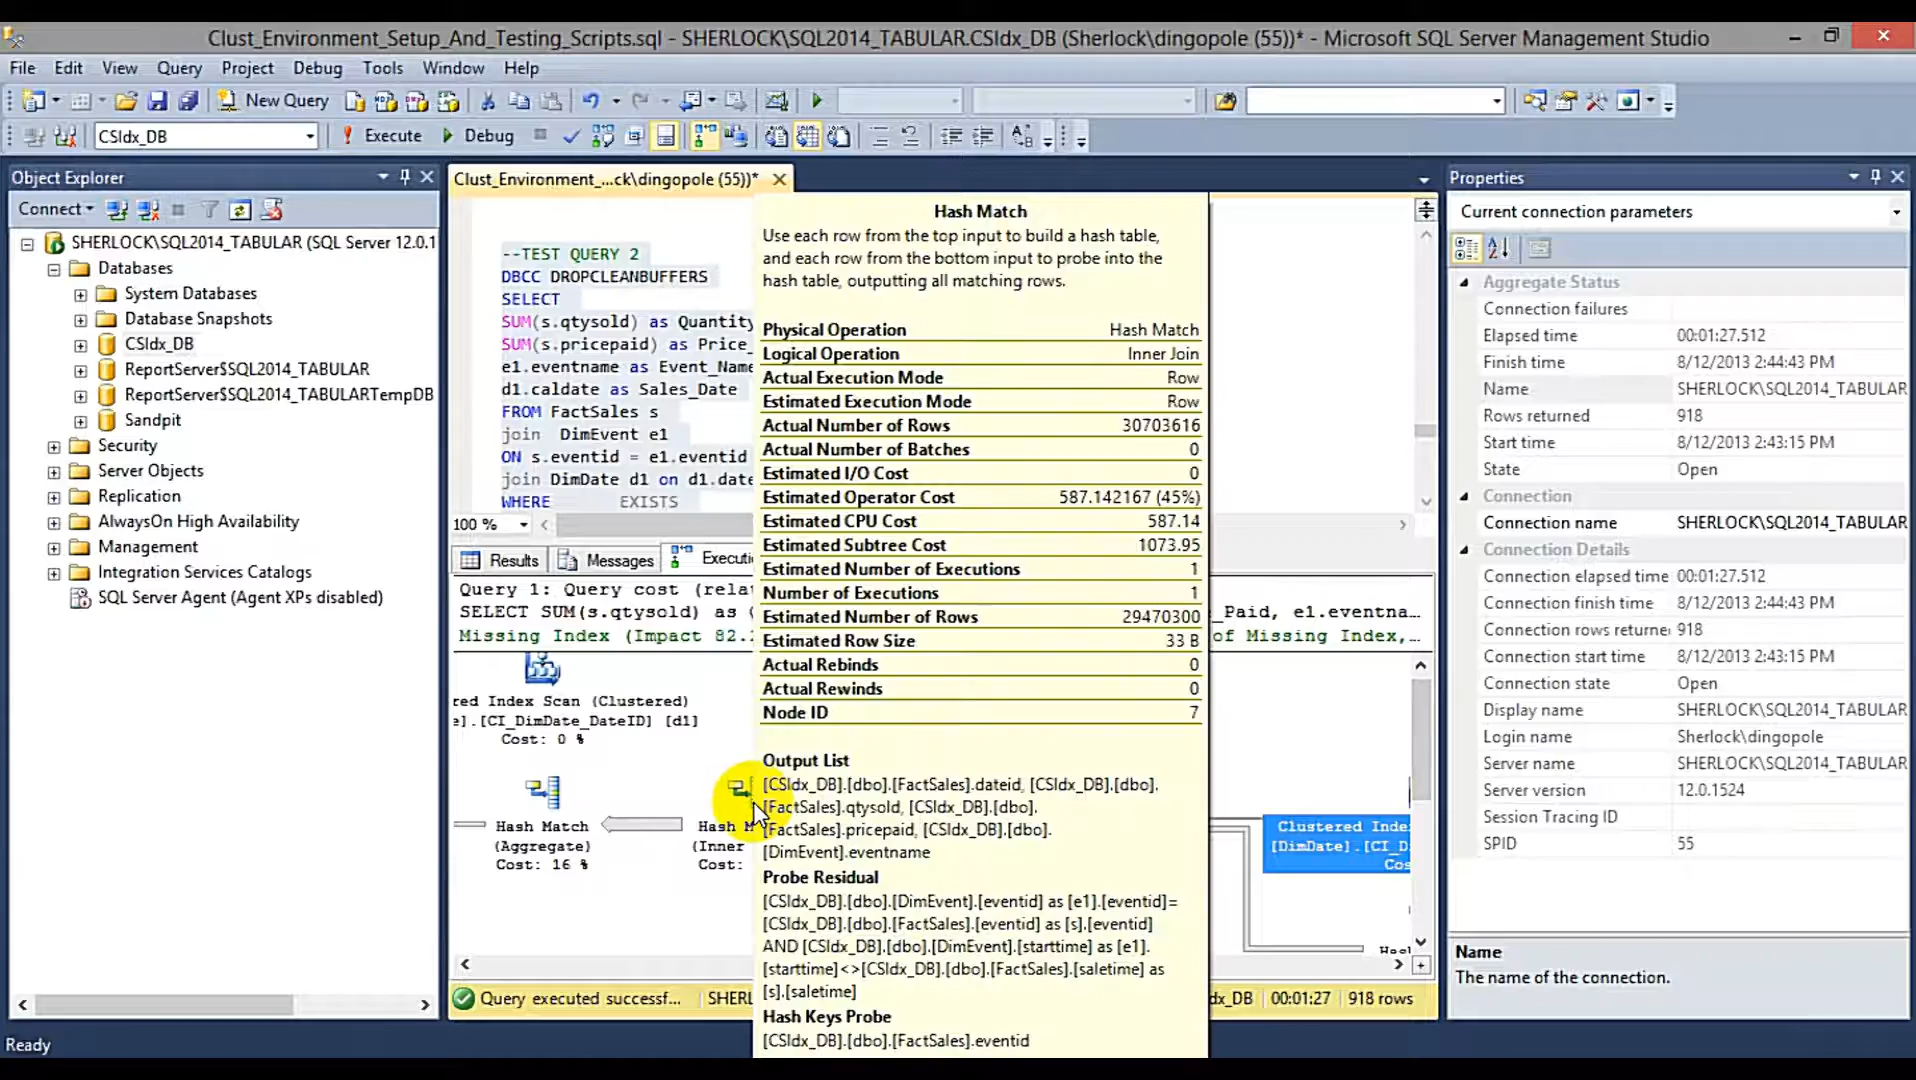 Clust_Environment_Setup_And_Testing_Scripts.sql - SHERLOCK\SQL2014_TABULAR.CSIdx_DB (Sherlock\dingopole (55))* - Microsoft SQL Server Management Studio
File Edit View Query Project Debug Tools Window Help
New Query
CSIdx_DB
! Execute
Debug
Object Explorer
Connect
SHERLOCK\SQL2014_TABULAR (SQL Server 12.0.1
Databases
System Databases
Database Snapshots
CSIdx_DB
ReportServer$SQL2014_TABULAR
ReportServer$SQL2014_TABULARTempDB
Sandpit
Security
Server Objects
Replication
AlwaysOn High Availability
Management
Integration Services Catalogs
SQL Server Agent (Agent XPs disabled)
Clust_Environment_...ck\dingopole (55))*
--TEST QUERY 2
DBCC DROPCLEANBUFFERS
SELECT
SUM(s.qtysold) as Quantity
SUM(s.pricepaid) as Price_
e1.eventname as Event_Name
d1.caldate as Sales_Date
FROM FactSales s
join DimEvent e1
ON s.eventid = e1.eventid
join DimDate d1 on d1.date
WHERE EXISTS
100 %
Results
Messages
Executi
Query 1: Query cost (rela
SELECT SUM(s.qtysold) as
_Paid, e1.eventna...
Missing Index (Impact 82.
of Missing Index,...
red Index Scan (Clustered)
e].[CI_DimDate_DateID] [d1]
Cost: 0 %
Hash Match
(Aggregate)
Cost: 16 %
Hash M
(Inner
Cost:
Clustered Inde
[DimDate].[CI_D
Cos
Hash
Query executed successf...
SHERL
dx_DB
00:01:27
918 rows
Hash Match
Use each row from the top input to build a hash table,
and each row from the bottom input to probe into the
hash table, outputting all matching rows.
Physical Operation Hash Match
Logical Operation Inner Join
Actual Execution Mode Row
Estimated Execution Mode Row
Actual Number of Rows 30703616
Actual Number of Batches 0
Estimated I/O Cost 0
Estimated Operator Cost 587.142167 (45%)
Estimated CPU Cost 587.14
Estimated Subtree Cost 1073.95
Estimated Number of Executions 1
Number of Executions 1
Estimated Number of Rows 29470300
Estimated Row Size 33 B
Actual Rebinds 0
Actual Rewinds 0
Node ID 7
Output List
[CSIdx_DB].[dbo].[FactSales].dateid, [CSIdx_DB].[dbo].
[FactSales].qtysold, [CSIdx_DB].[dbo].
[FactSales].pricepaid, [CSIdx_DB].[dbo].
[DimEvent].eventname
Probe Residual
[CSIdx_DB].[dbo].[DimEvent].[eventid] as [e1].[eventid]=
[CSIdx_DB].[dbo].[FactSales].[eventid] as [s].[eventid]
AND [CSIdx_DB].[dbo].[DimEvent].[starttime] as [e1].
[starttime]<>[CSIdx_DB].[dbo].[FactSales].[saletime] as
[s].[saletime]
Hash Keys Probe
[CSIdx_DB].[dbo].[FactSales].eventid
Properties
Current connection parameters
Aggregate Status
Connection failures
Elapsed time 00:01:27.512
Finish time 8/12/2013 2:44:43 PM
Name SHERLOCK\SQL2014_TABULAR
Rows returned 918
Start time 8/12/2013 2:43:15 PM
State Open
Connection
Connection name SHERLOCK\SQL2014_TABULAR
Connection Details
Connection elapsed time 00:01:27.512
Connection finish time 8/12/2013 2:44:43 PM
Connection rows returne 918
Connection start time 8/12/2013 2:43:15 PM
Connection state Open
Display name SHERLOCK\SQL2014_TABULAR
Login name Sherlock\dingopole
Server name SHERLOCK\SQL2014_TABULAR
Server version 12.0.1524
Session Tracing ID
SPID 55
Name
The name of the connection.
Ready